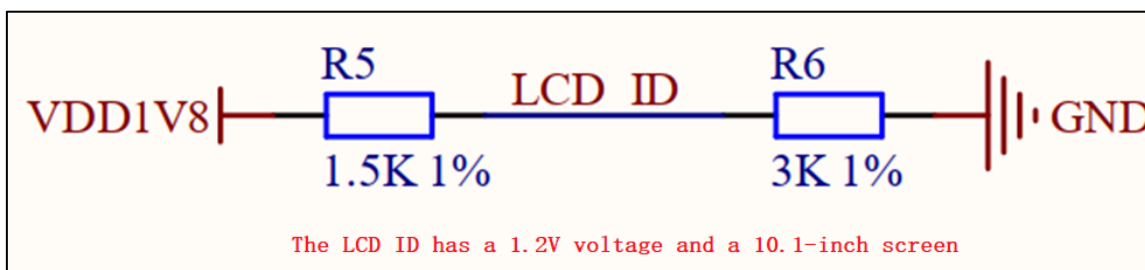 R5
R6
VDD1V8
LCD ID
GND
1.5K 1%
3K 1%
The LCD ID has a 1.2V voltage and a 10.1-inch screen